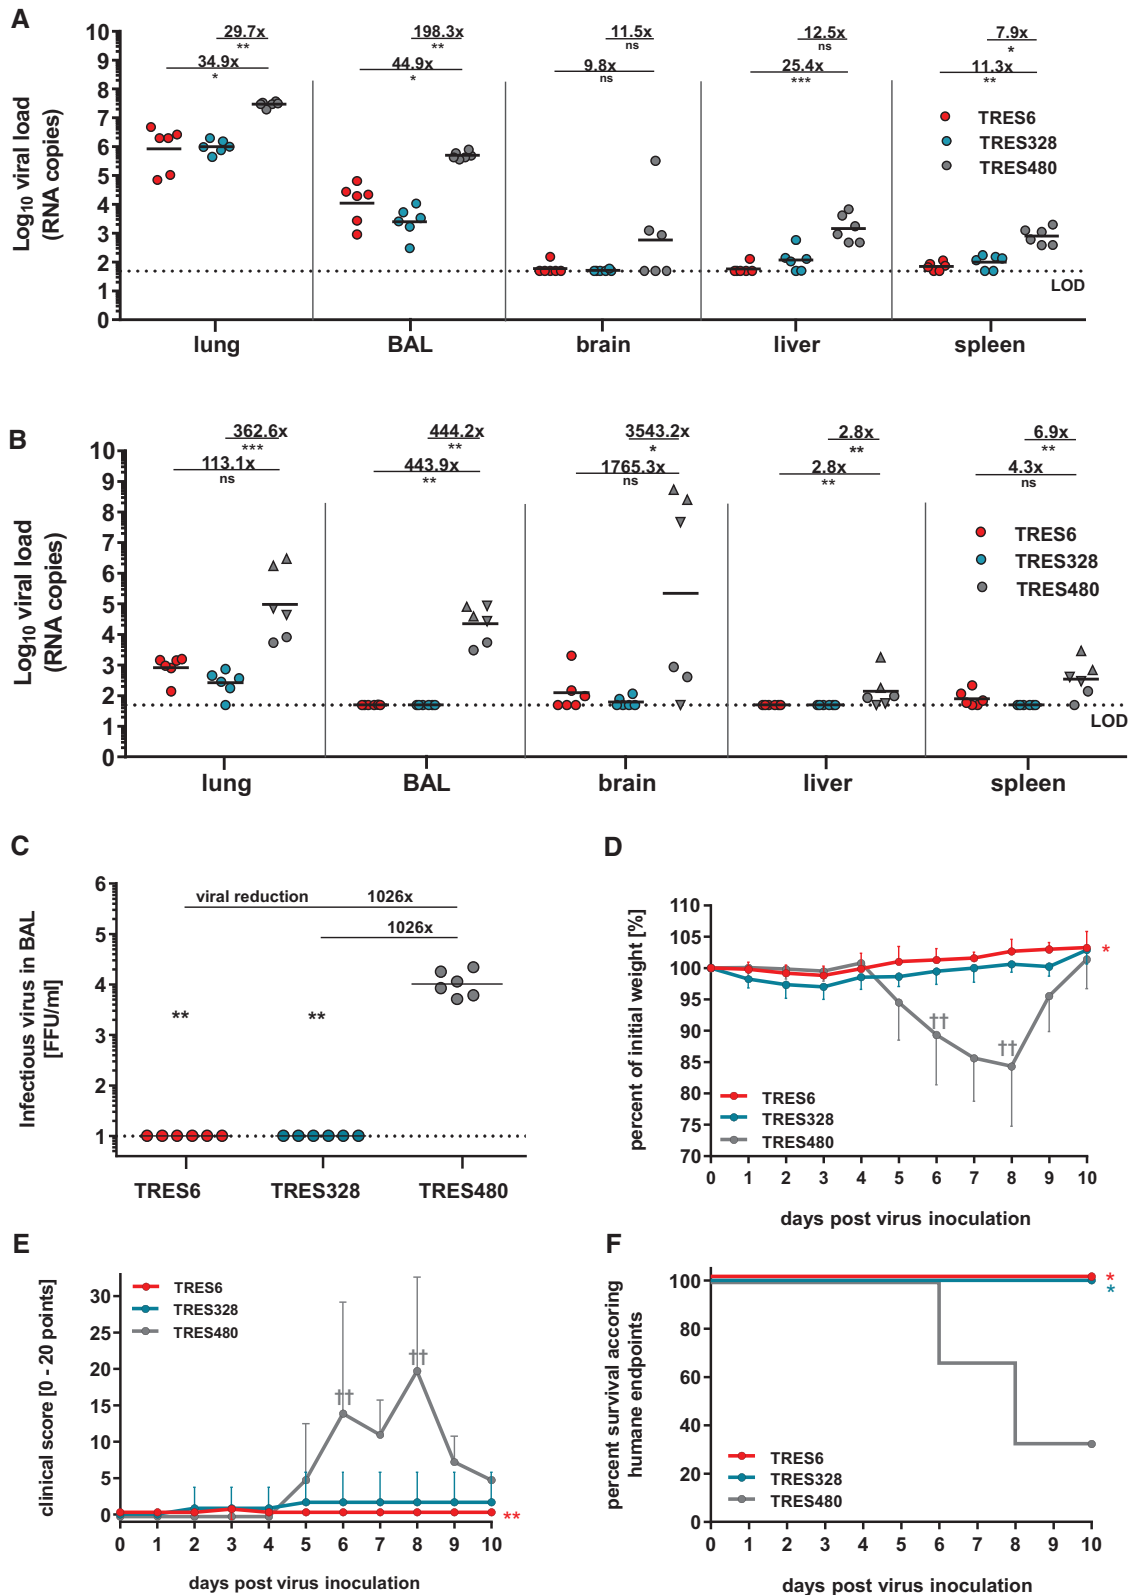 A
10
9
8
7
6
5
4
3
2
1
0
Log10 viral load
(RNA copies)
29.7x
**
34.9x
*
198.3x
**
44.9x
*
11.5x
ns
9.8x
ns
12.5x
ns
25.4x
***
7.9x
*
11.3x
**
TRES6
TRES328
TRES480
LOD
lung BAL brain liver spleen
B
10
9
8
7
6
5
4
3
2
1
0
Log10 viral load
(RNA copies)
362.6x
***
113.1x
ns
444.2x
**
443.9x
**
3543.2x
*
1765.3x
ns
2.8x
**
2.8x
**
6.9x
**
4.3x
ns
TRES6
TRES328
TRES480
LOD
lung BAL brain liver spleen
C
6
5
4
3
2
1
Infectious virus in BAL
[FFU/ml]
viral reduction 1026x
1026x
** **
TRES6 TRES328 TRES480
D
110
105
100
95
90
85
80
75
70
percent of initial weight [%]
*
†† ††
TRES6
TRES328
TRES480
0 1 2 3 4 5 6 7 8 9 10
days post virus inoculation
E
30
25
20
15
10
5
0
clinical score [0 - 20 points]
TRES6
TRES328
TRES480
†† ††
**
0 1 2 3 4 5 6 7 8 9 10
days post virus inoculation
F
100
80
60
40
20
0
percent survival accoring
humane endpoints
*
*
TRES6
TRES328
TRES480
0 1 2 3 4 5 6 7 8 9 10
days post virus inoculation